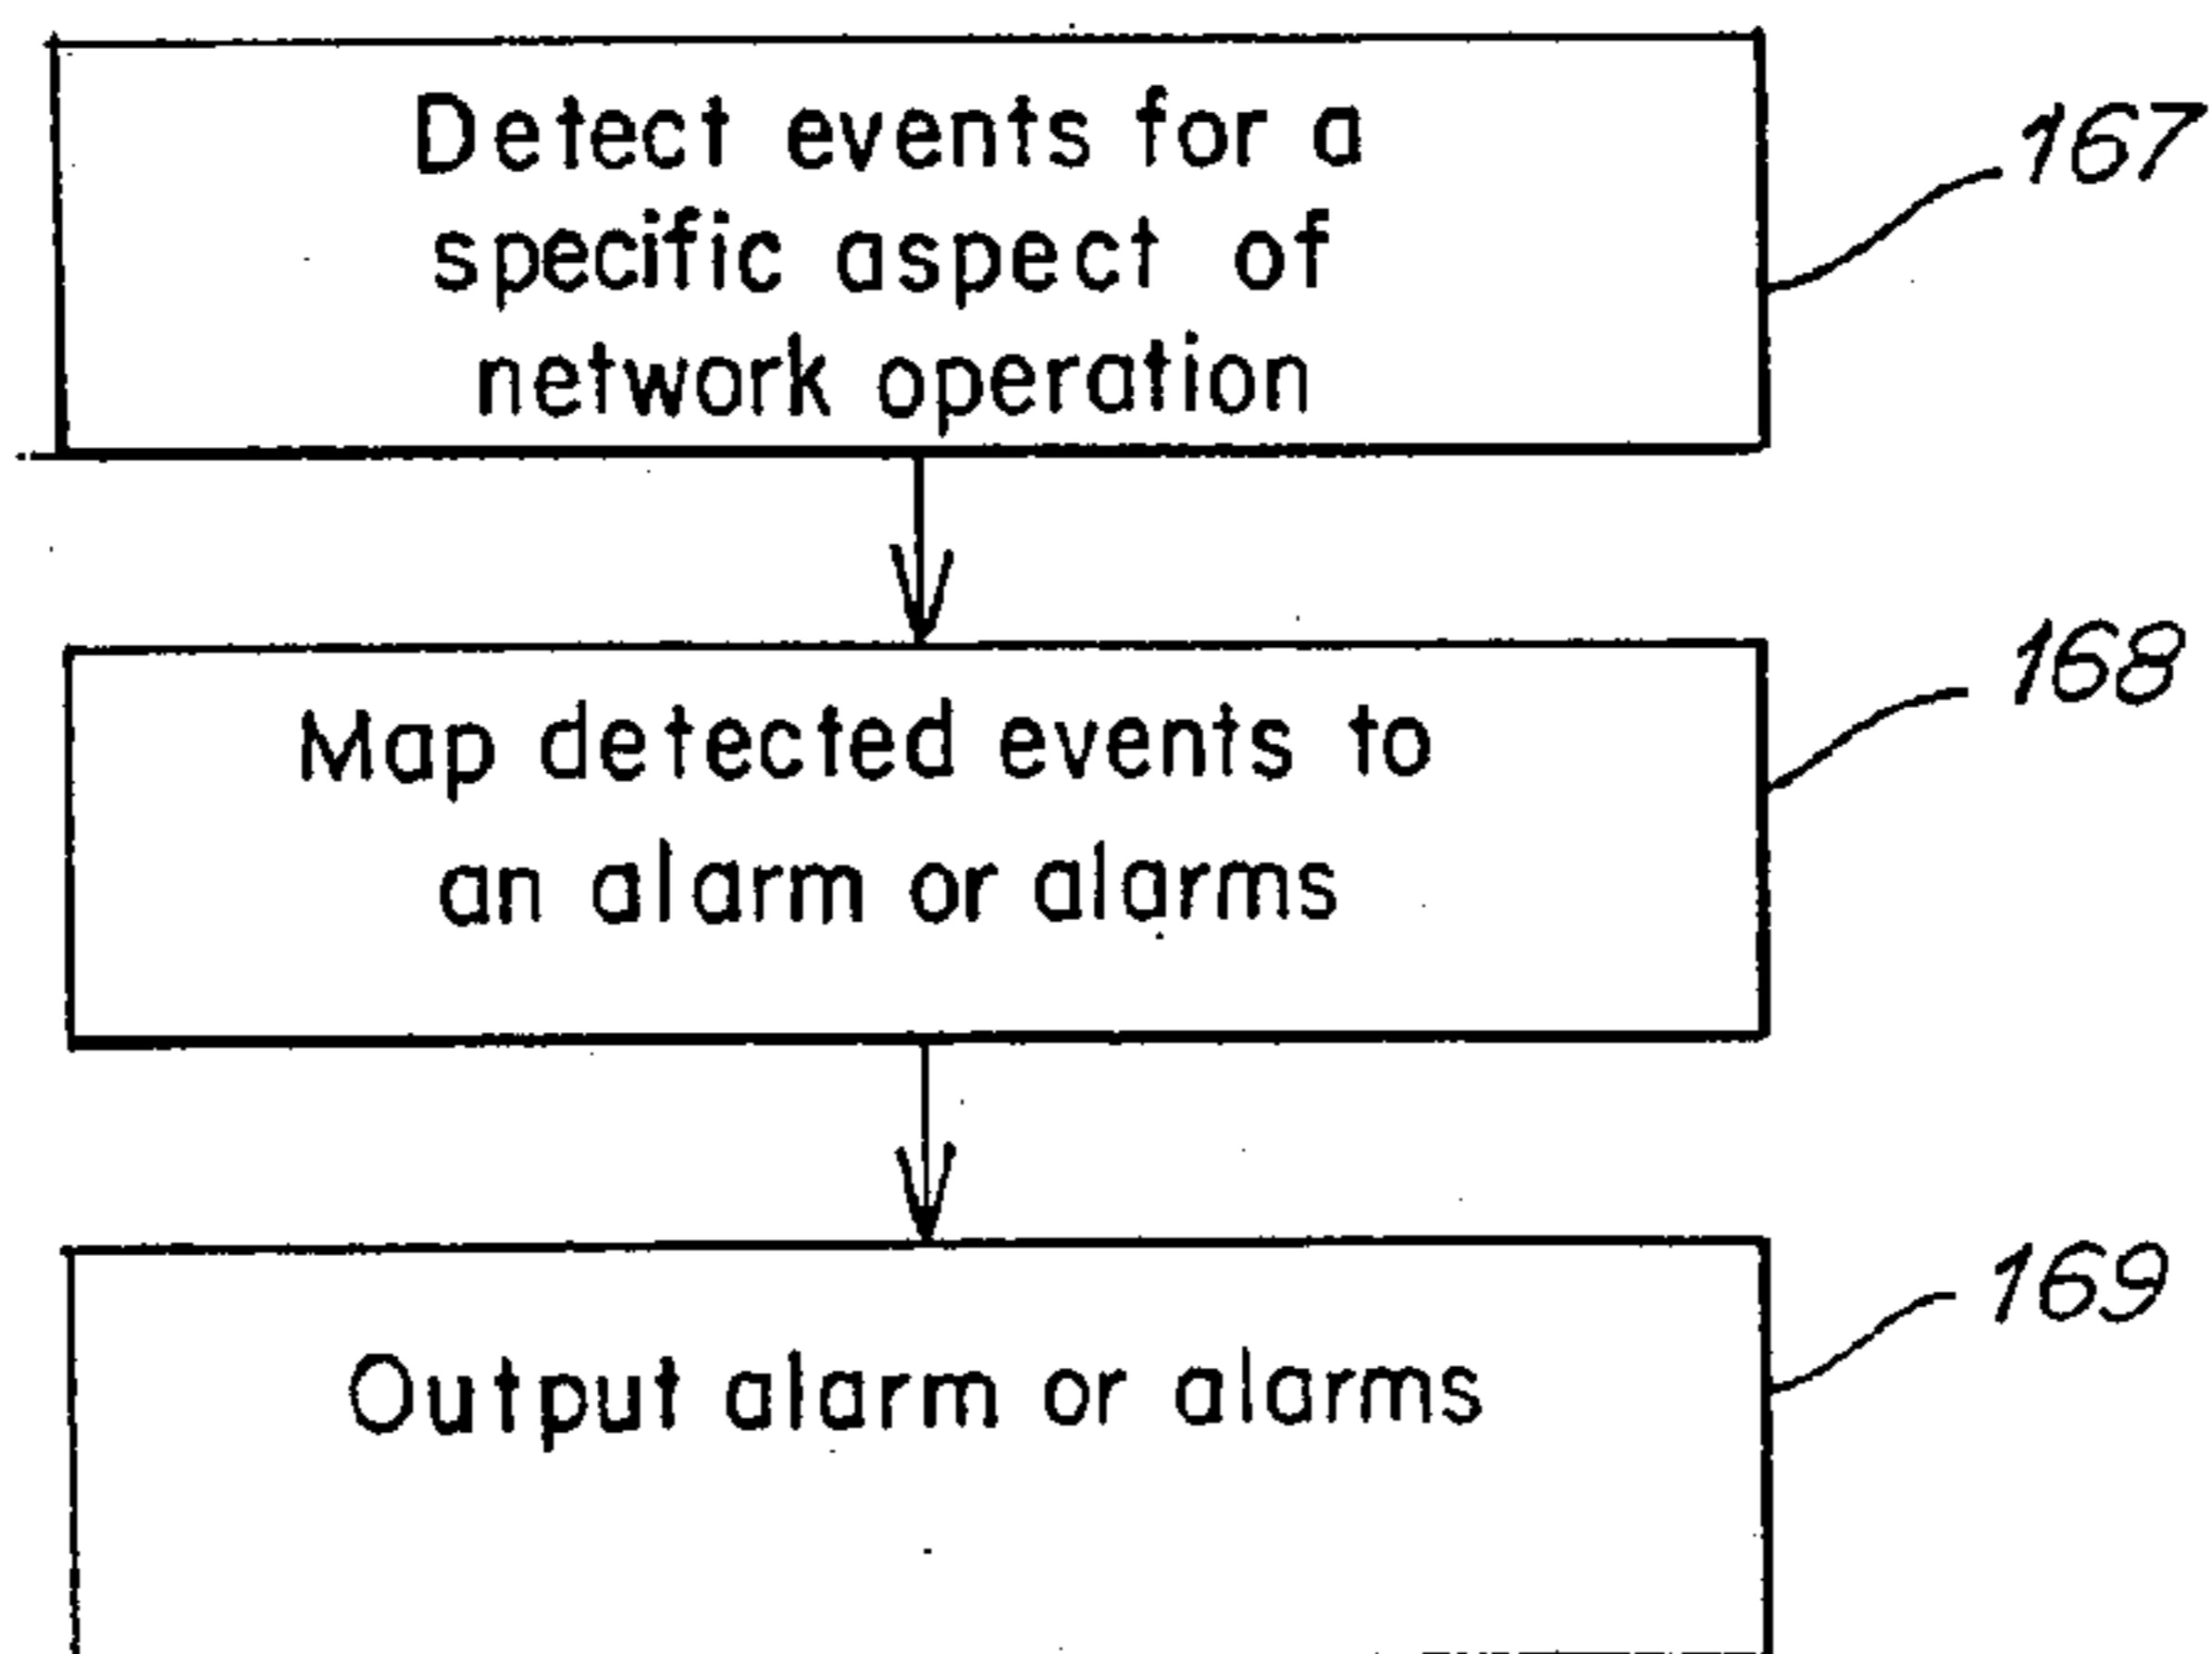 Detect events for a
specific aspect of
network operation
167
Map detected events to
an alarm or alarms
168
Output alarm or alarms
169